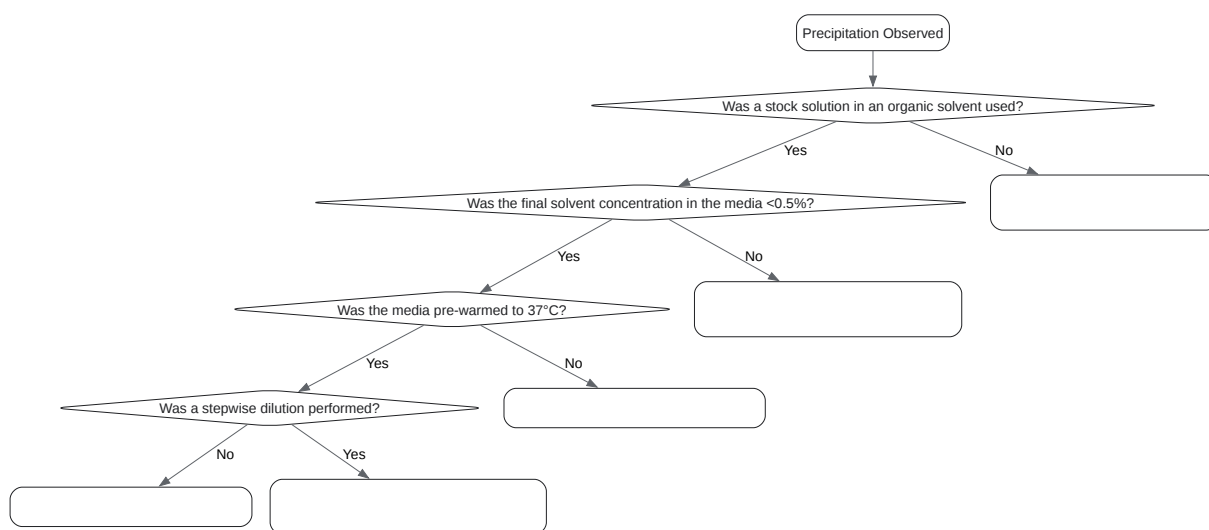 Precipitation Observed
Was a stock solution in an organic solvent used?
Yes
No
Was the final solvent concentration in the media <0.5%?
Yes
No
Was the media pre-warmed to 37°C?
Yes
No
Was a stepwise dilution performed?
No
Yes